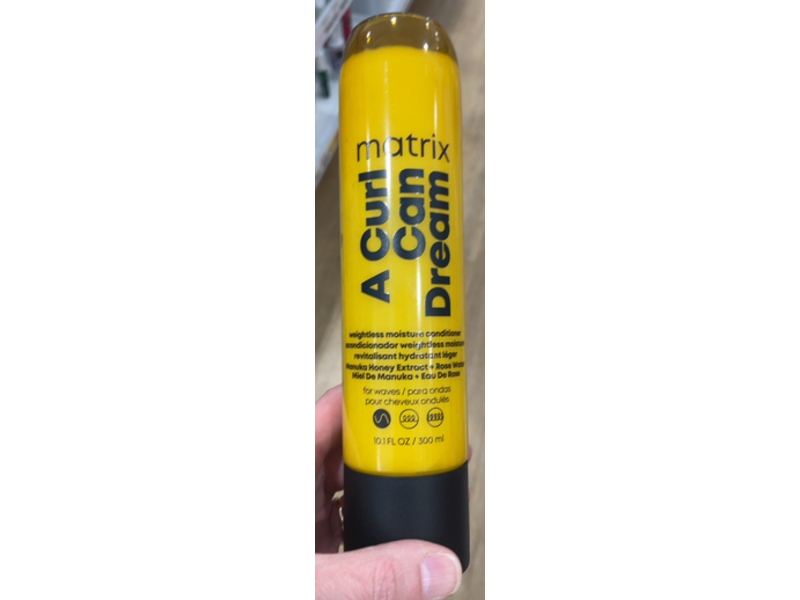 matrix
A Curl
Can
Dream
weightless moisture conditioner
acondicionador weightless moisture
revitalisant hydratant léger
Manuka Honey Extract + Rose Water
Miel De Manuka + Eau De Rose
for waves / para ondas
pour cheveux ondulés
10.1 FL OZ / 300 ml